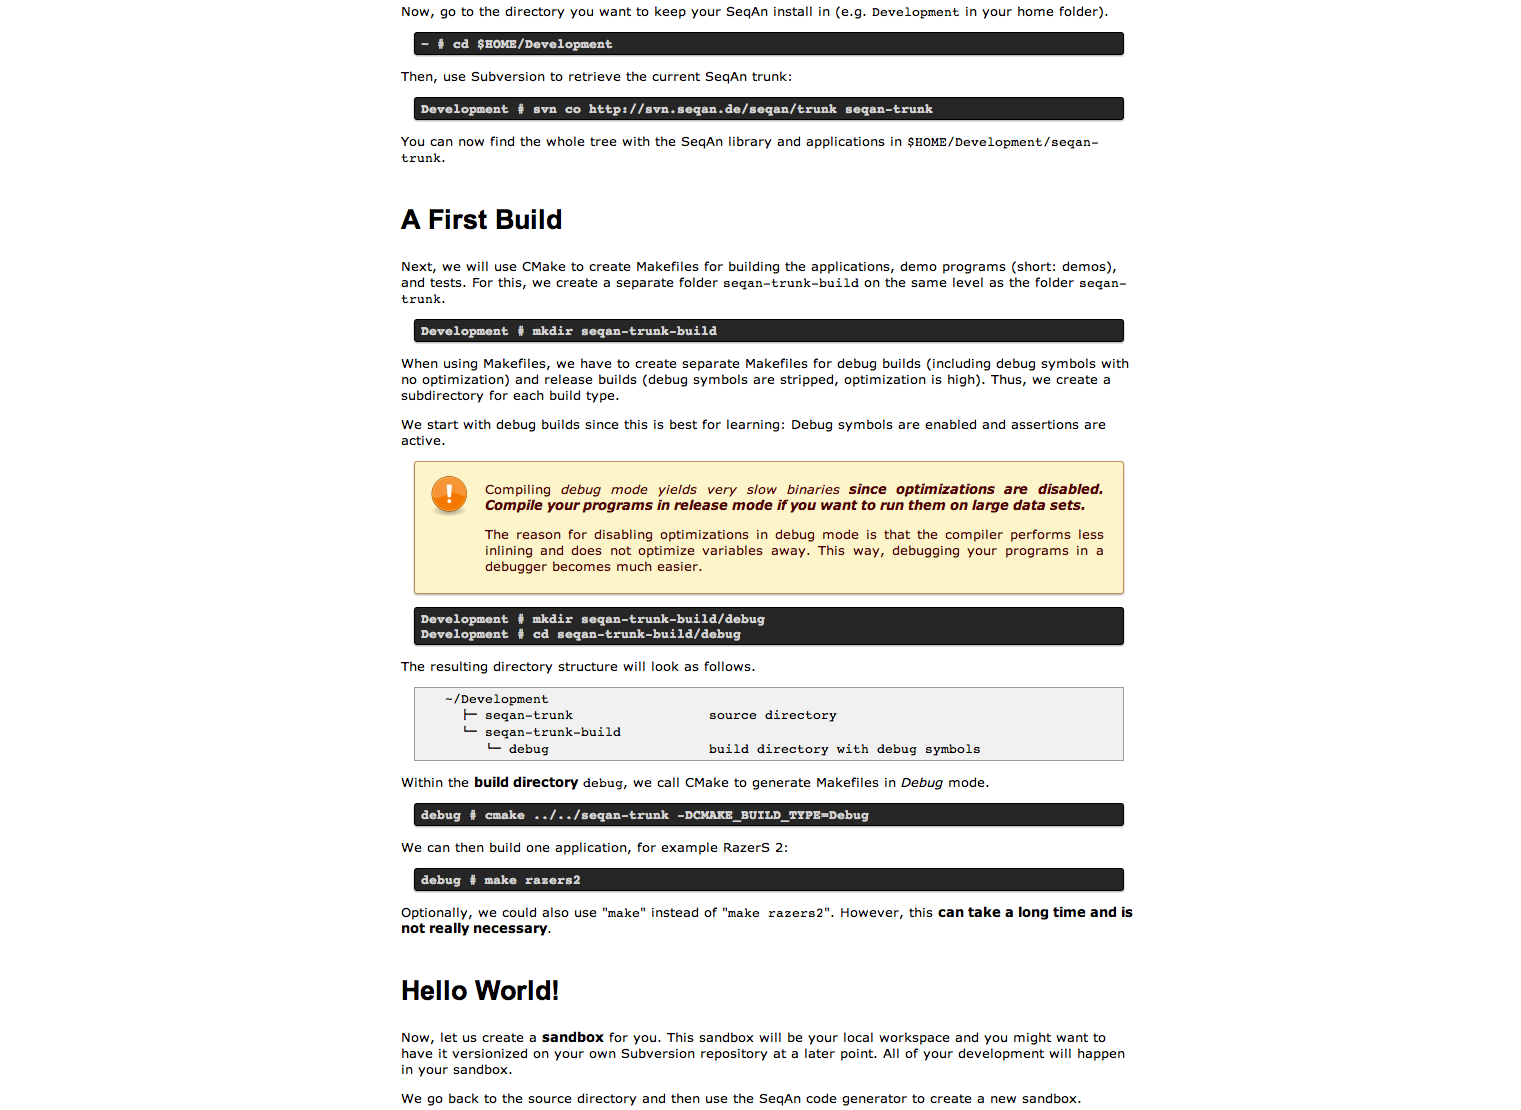 Now, go to the directory you want to keep your SeqAn install in (e.g. Development in your home folder).
~ # cd $HOME/Development
Then, use Subversion to retrieve the current SeqAn trunk:
Development # svn co http://svn.seqan.de/seqan/trunk seqan-trunk
You can now find the whole tree with the SeqAn library and applications in $HOME/Development/seqan-
trunk.
A First Build
Next, we will use CMake to create Makefiles for building the applications, demo programs (short: demos),
and tests. For this, we create a separate folder seqan-trunk-build on the same level as the folder seqan-
trunk.
Development # mkdir seqan-trunk-build
When using Makefiles, we have to create separate Makefiles for debug builds (including debug symbols with
no optimization) and release builds (debug symbols are stripped, optimization is high). Thus, we create a
subdirectory for each build type.
We start with debug builds since this is best for learning: Debug symbols are enabled and assertions are
active.
!
Compiling debug mode yields very slow binaries since optimizations are disabled.
Compile your programs in release mode if you want to run them on large data sets.
The reason for disabling optimizations in debug mode is that the compiler performs less
inlining and does not optimize variables away. This way, debugging your programs in a
debugger becomes much easier.
Development # mkdir seqan-trunk-build/debug
Development # cd seqan-trunk-build/debug
The resulting directory structure will look as follows.
~/Development
├─ seqan-trunk source directory
└─ seqan-trunk-build
└─ debug build directory with debug symbols
Within the build directory debug, we call CMake to generate Makefiles in Debug mode.
debug # cmake ../../seqan-trunk -DCMAKE_BUILD_TYPE=Debug
We can then build one application, for example RazerS 2:
debug # make razers2
Optionally, we could also use "make" instead of "make razers2". However, this can take a long time and is
not really necessary.
Hello World!
Now, let us create a sandbox for you. This sandbox will be your local workspace and you might want to
have it versionized on your own Subversion repository at a later point. All of your development will happen
in your sandbox.
We go back to the source directory and then use the SeqAn code generator to create a new sandbox.